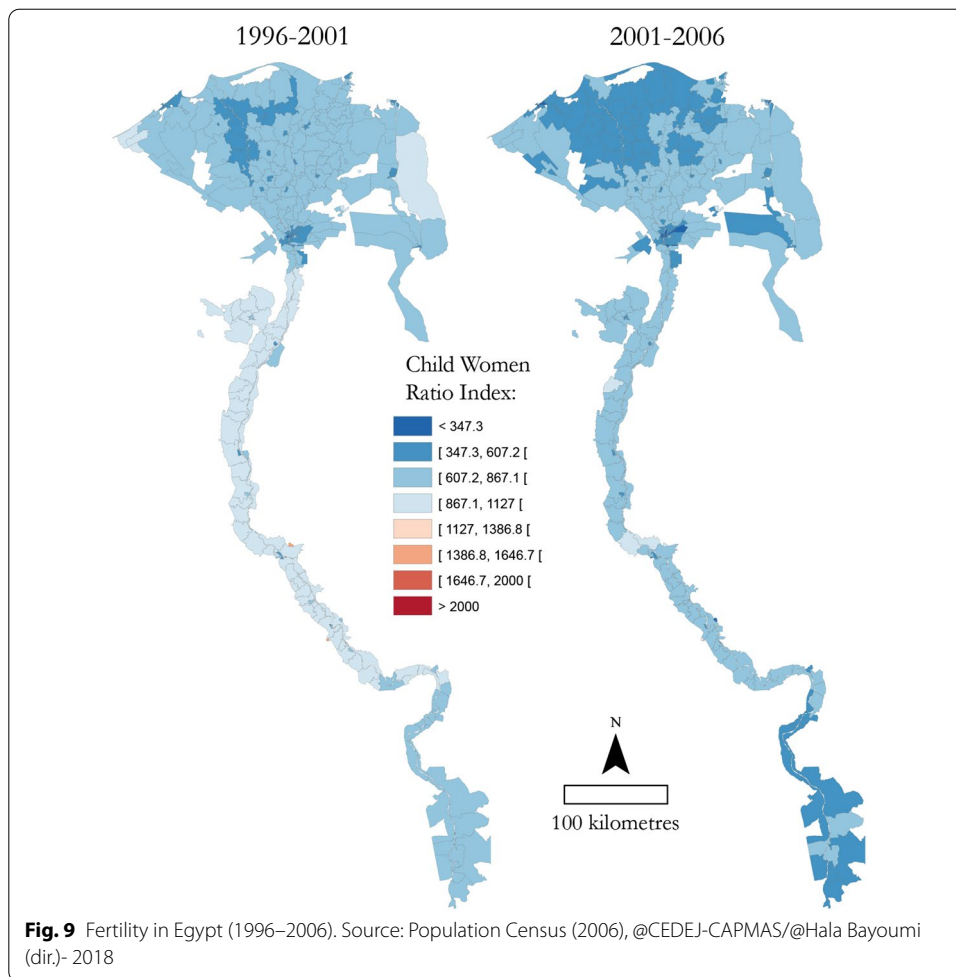 1996-2001
2001-2006
Child Women
Ratio Index:
< 347.3
[ 347.3, 607.2 [
[ 607.2, 867.1 [
[ 867.1, 1127 [
[ 1127, 1386.8 [
[ 1386.8, 1646.7 [
[ 1646.7, 2000 [
> 2000
N
100 kilometres
Fig. 9 Fertility in Egypt (1996–2006). Source: Population Census (2006), @CEDEJ-CAPMAS/@Hala Bayoumi
(dir.)- 2018